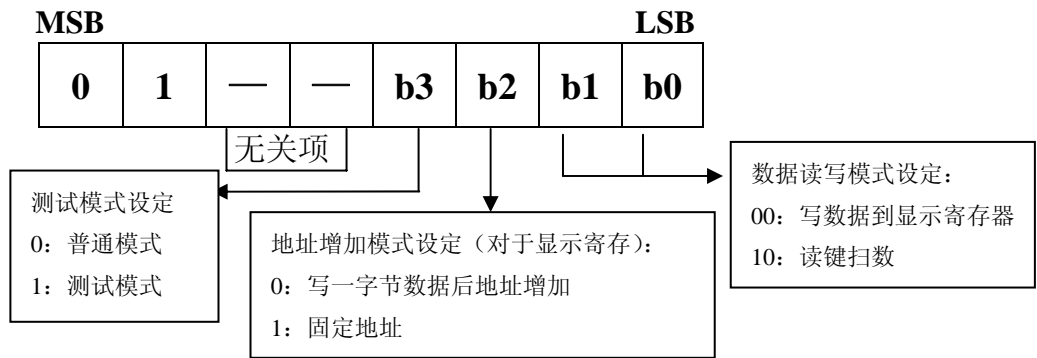 MSB LSB
0 1 — — b3 b2 b1 b0
无关项
测试模式设定
0：普通模式
1：测试模式
地址增加模式设定（对于显示寄存）：
0：写一字节数据后地址增加
1：固定地址
数据读写模式设定：
00：写数据到显示寄存器
10：读键扫数